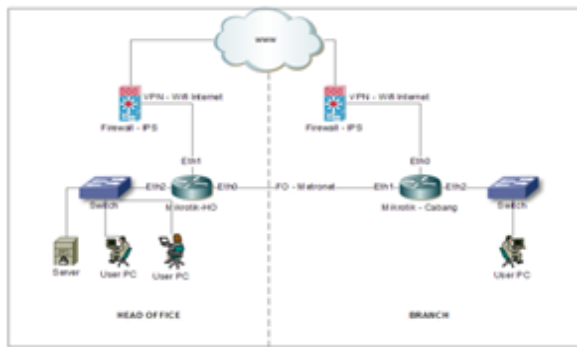 www
VPN - Wifi Internet
VPN - Wifi Internet
Firewall - IPS
Firewall - IPS
Eth1
Eth0
Eth2
Eth0
FO - Metronet
Eth1
Eth2
Switch
Mikrotik-HO
Mikrotik - Cabang
Switch
Server
User PC
User PC
User PC
HEAD OFFICE
BRANCH